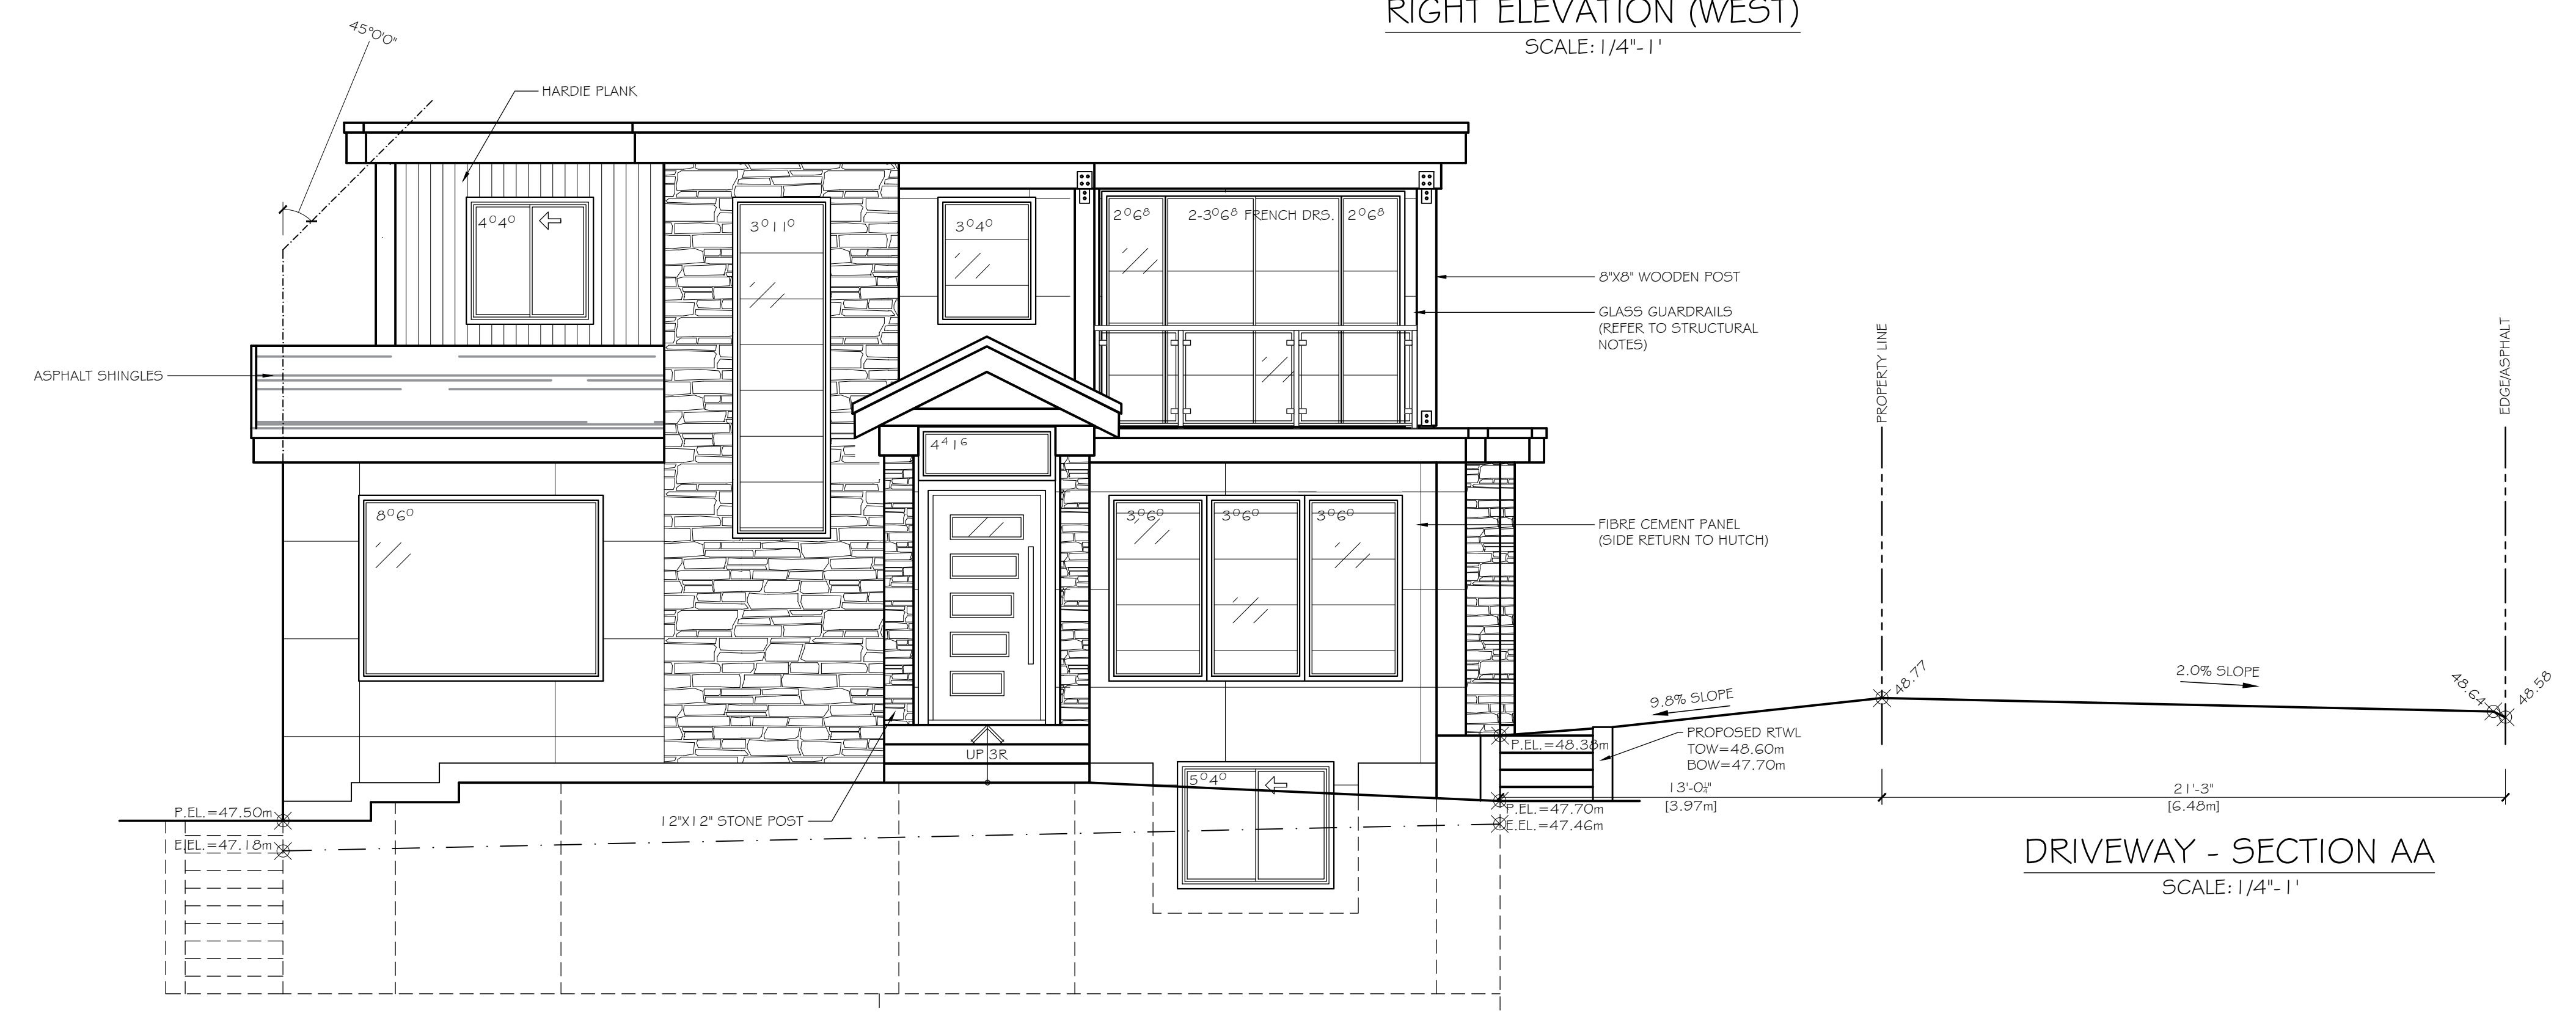 RIGHT ELEVATION (WEST)
SCALE: 1/4"-1'
45°0'0"
HARDIE PLANK
4⁰4⁰
3⁰11⁰
3⁰4⁰
2⁰6⁸
2-3⁰6⁸ FRENCH DRS.
2⁰6⁸
8"X8" WOODEN POST
GLASS GUARDRAILS
(REFER TO STRUCTURAL
NOTES)
PROPERTY LINE
EDGE/ASPHALT
ASPHALT SHINGLES
4⁴1⁶
8⁰6⁰
3⁰6⁰
3⁰6⁰
3⁰6⁰
FIBRE CEMENT PANEL
(SIDE RETURN TO HUTCH)
9.8% SLOPE
48.77
2.0% SLOPE
48.64
48.58
UP 3R
P.EL.=48.38m
PROPOSED RTWL
TOW=48.60m
BOW=47.70m
5⁰4⁰
13'-0¼"
[3.97m]
21'-3"
[6.48m]
P.EL.=47.50m
12"X12" STONE POST
P.EL.=47.70m
E.EL.=47.46m
E.EL.=47.18m
DRIVEWAY - SECTION AA
SCALE: 1/4"-1'